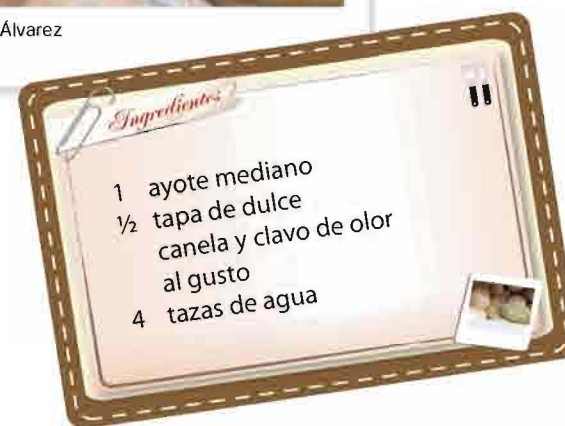 Álvarez
Ingredientes
1 ayote mediano
½ tapa de dulce
canela y clavo de olor
al gusto
4 tazas de agua